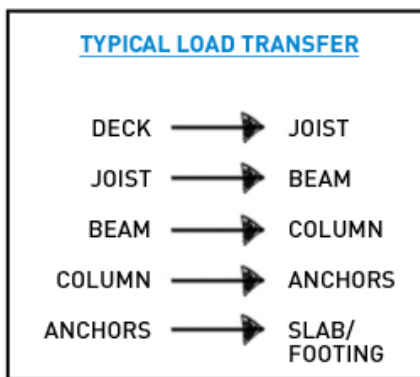 TYPICAL LOAD TRANSFER
DECK JOIST
JOIST BEAM
BEAM COLUMN
COLUMN ANCHORS
ANCHORS SLAB/
FOOTING